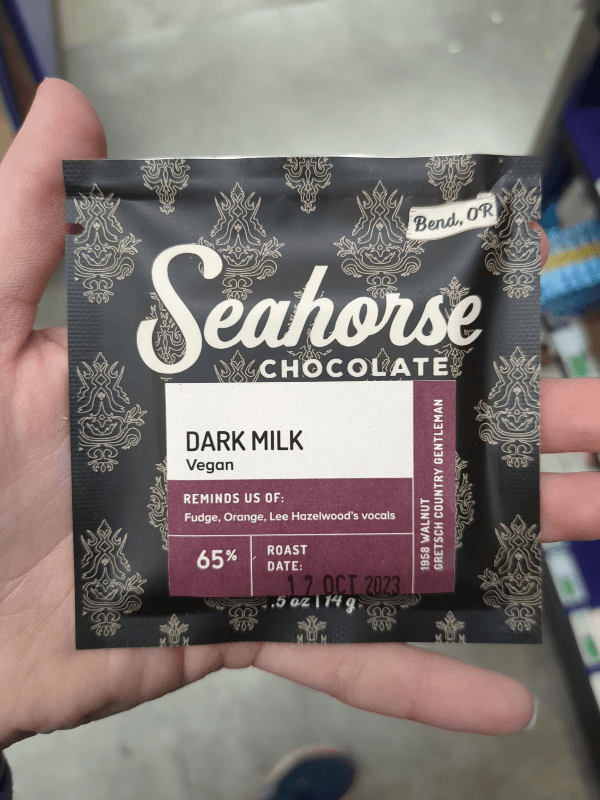 Bend, OR
Seahorse
CHOCOLATE
DARK MILK
Vegan
REMINDS US OF:
Fudge, Orange, Lee Hazelwood's vocals
65%
ROAST
DATE:
17 OCT 2023
.5 oz | 14 g
1958 WALNUT
GRETSCH COUNTRY GENTLEMAN